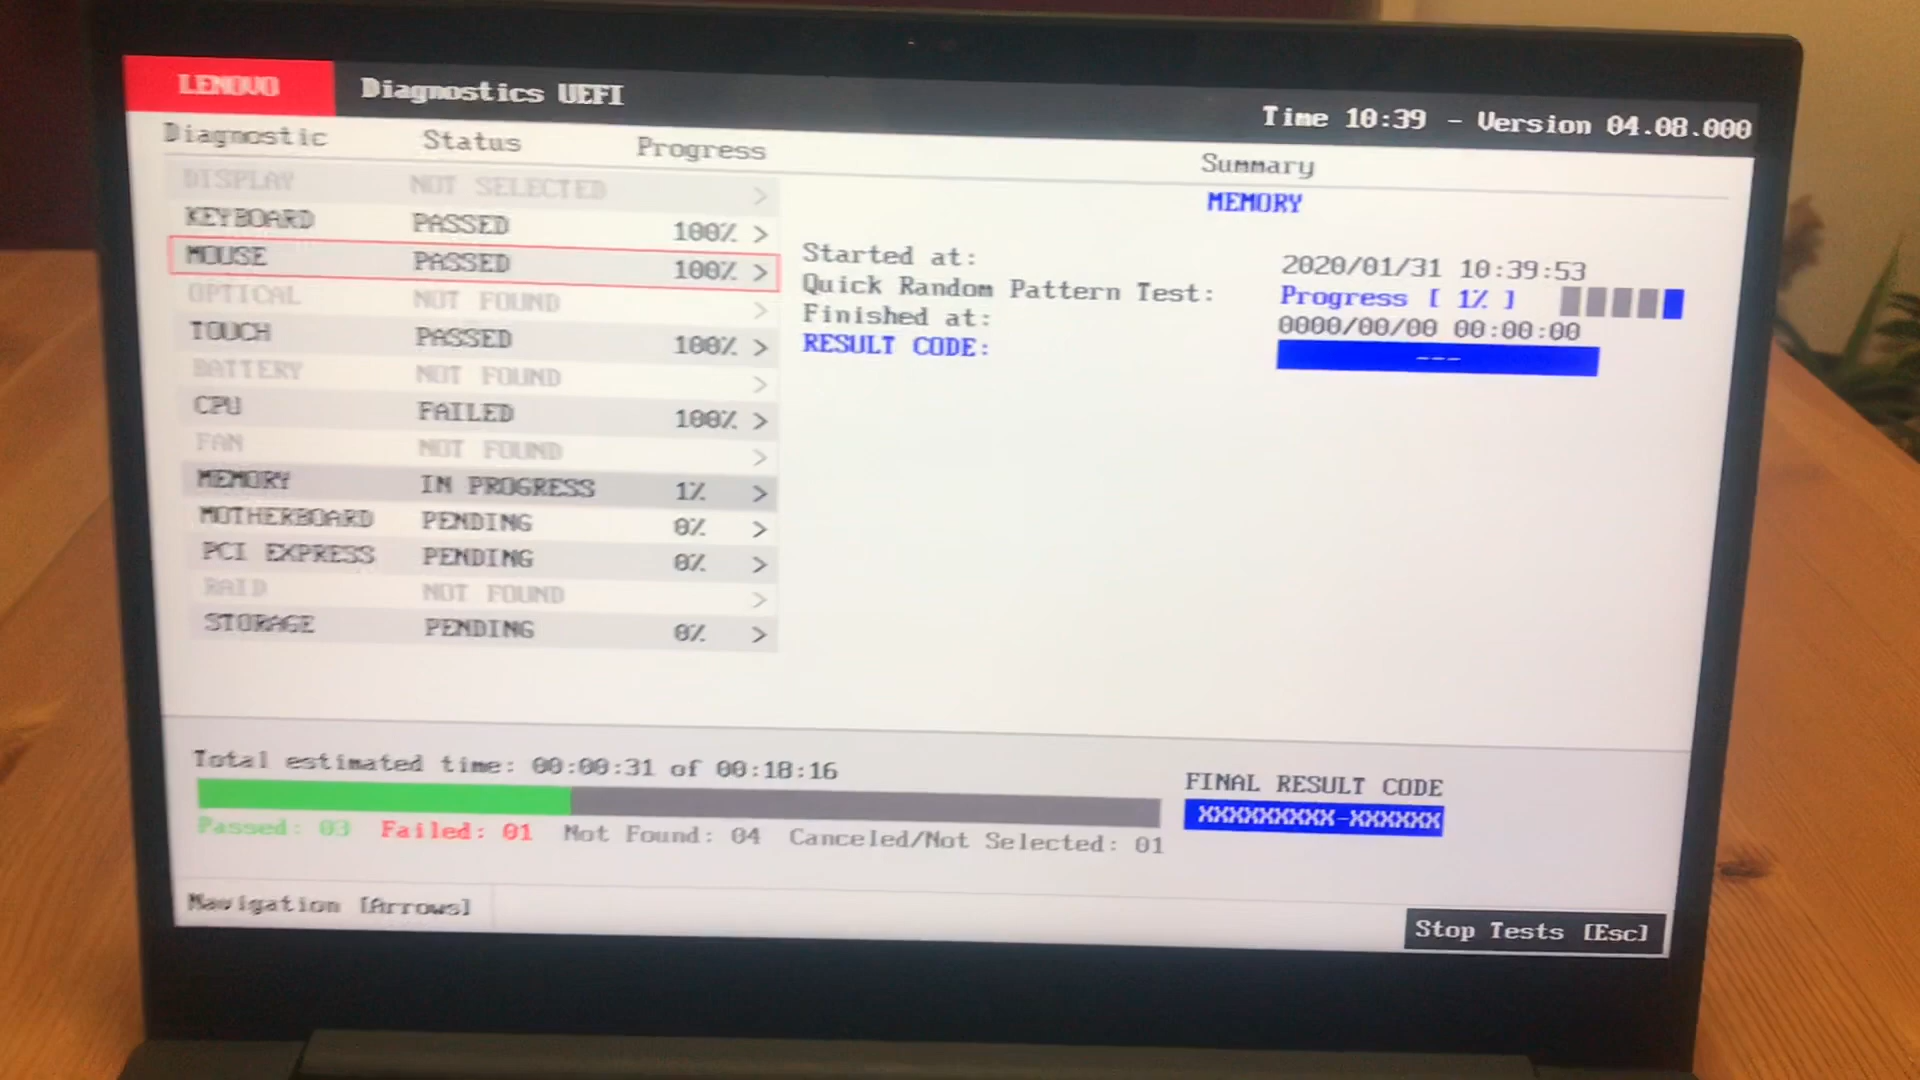 LENOVO Diagnostics UEFI
Time 10:39 - Version 04.08.000
Diagnostic Status Progress
Summary
DISPLAY NOT SELECTED >
MEMORY
KEYBOARD PASSED 100% >
MOUSE PASSED 100% >
OPTICAL NOT FOUND >
TOUCH PASSED 100% >
BATTERY NOT FOUND >
CPU FAILED 100% >
FAN NOT FOUND >
MEMORY IN PROGRESS 1% >
MOTHERBOARD PENDING 0% >
PCI EXPRESS PENDING 0% >
RAID NOT FOUND >
STORAGE PENDING 0% >
Started at: 2020/01/31 10:39:53
Quick Random Pattern Test: Progress [ 1% ]
Finished at: 0000/00/00 00:00:00
RESULT CODE: ---
Total estimated time: 00:00:31 of 00:18:16
Passed: 03 Failed: 01 Not Found: 04 Canceled/Not Selected: 01
FINAL RESULT CODE
XXXXXXXXX-XXXXXX
Navigation [Arrows]
Stop Tests [Esc]